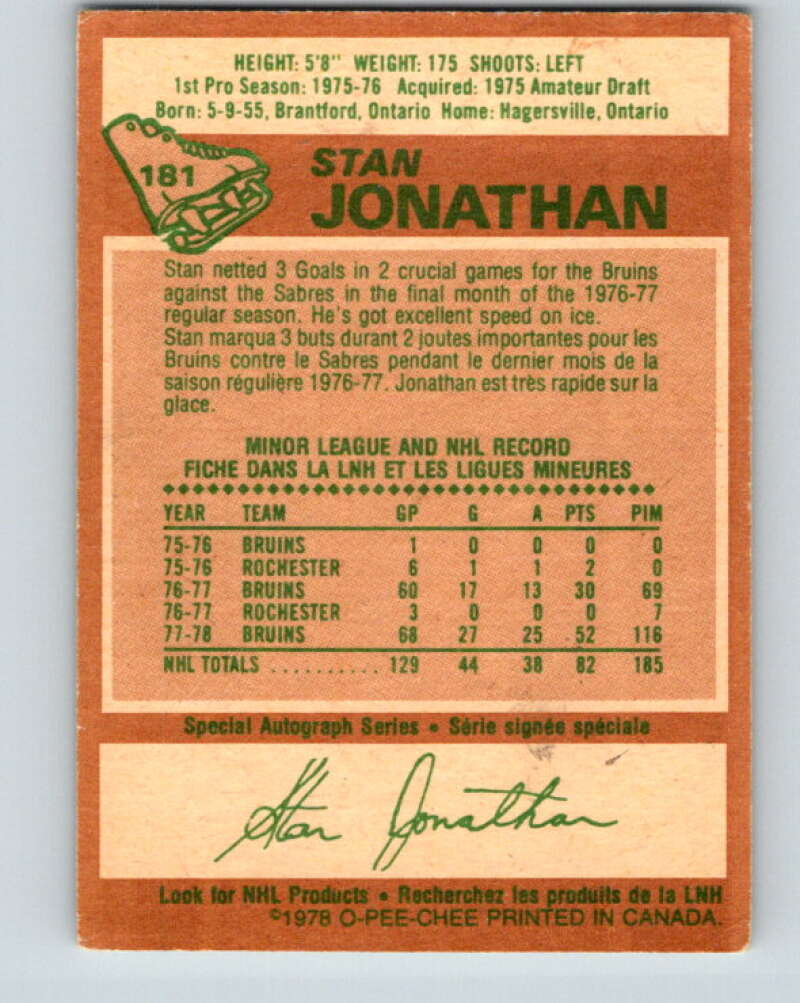 HEIGHT: 5'8" WEIGHT: 175 SHOOTS: LEFT
1st Pro Season: 1975-76 Acquired: 1975 Amateur Draft
Born: 5-9-55, Brantford, Ontario Home: Hagersville, Ontario
181
STAN
JONATHAN
Stan netted 3 Goals in 2 crucial games for the Bruins
against the Sabres in the final month of the 1976-77
regular season. He's got excellent speed on ice.
Stan marqua 3 buts durant 2 joutes importantes pour les
Bruins contre le Sabres pendant le dernier mois de la
saison régulière 1976-77. Jonathan est très rapide sur la
glace.
MINOR LEAGUE AND NHL RECORD
FICHE DANS LA LNH ET LES LIGUES MINEURES
YEAR TEAM GP G A PTS PIM
75-76 BRUINS 1 0 0 0 0
75-76 ROCHESTER 6 1 1 2 0
76-77 BRUINS 60 17 13 30 69
76-77 ROCHESTER 3 0 0 0 7
77-78 BRUINS 68 27 25 52 116
NHL TOTALS .......... 129 44 38 82 185
Special Autograph Series • Série signée spéciale
Stan Jonathan
Look for NHL Products • Recherchez les produits de la LNH
©1978 O-PEE-CHEE PRINTED IN CANADA.